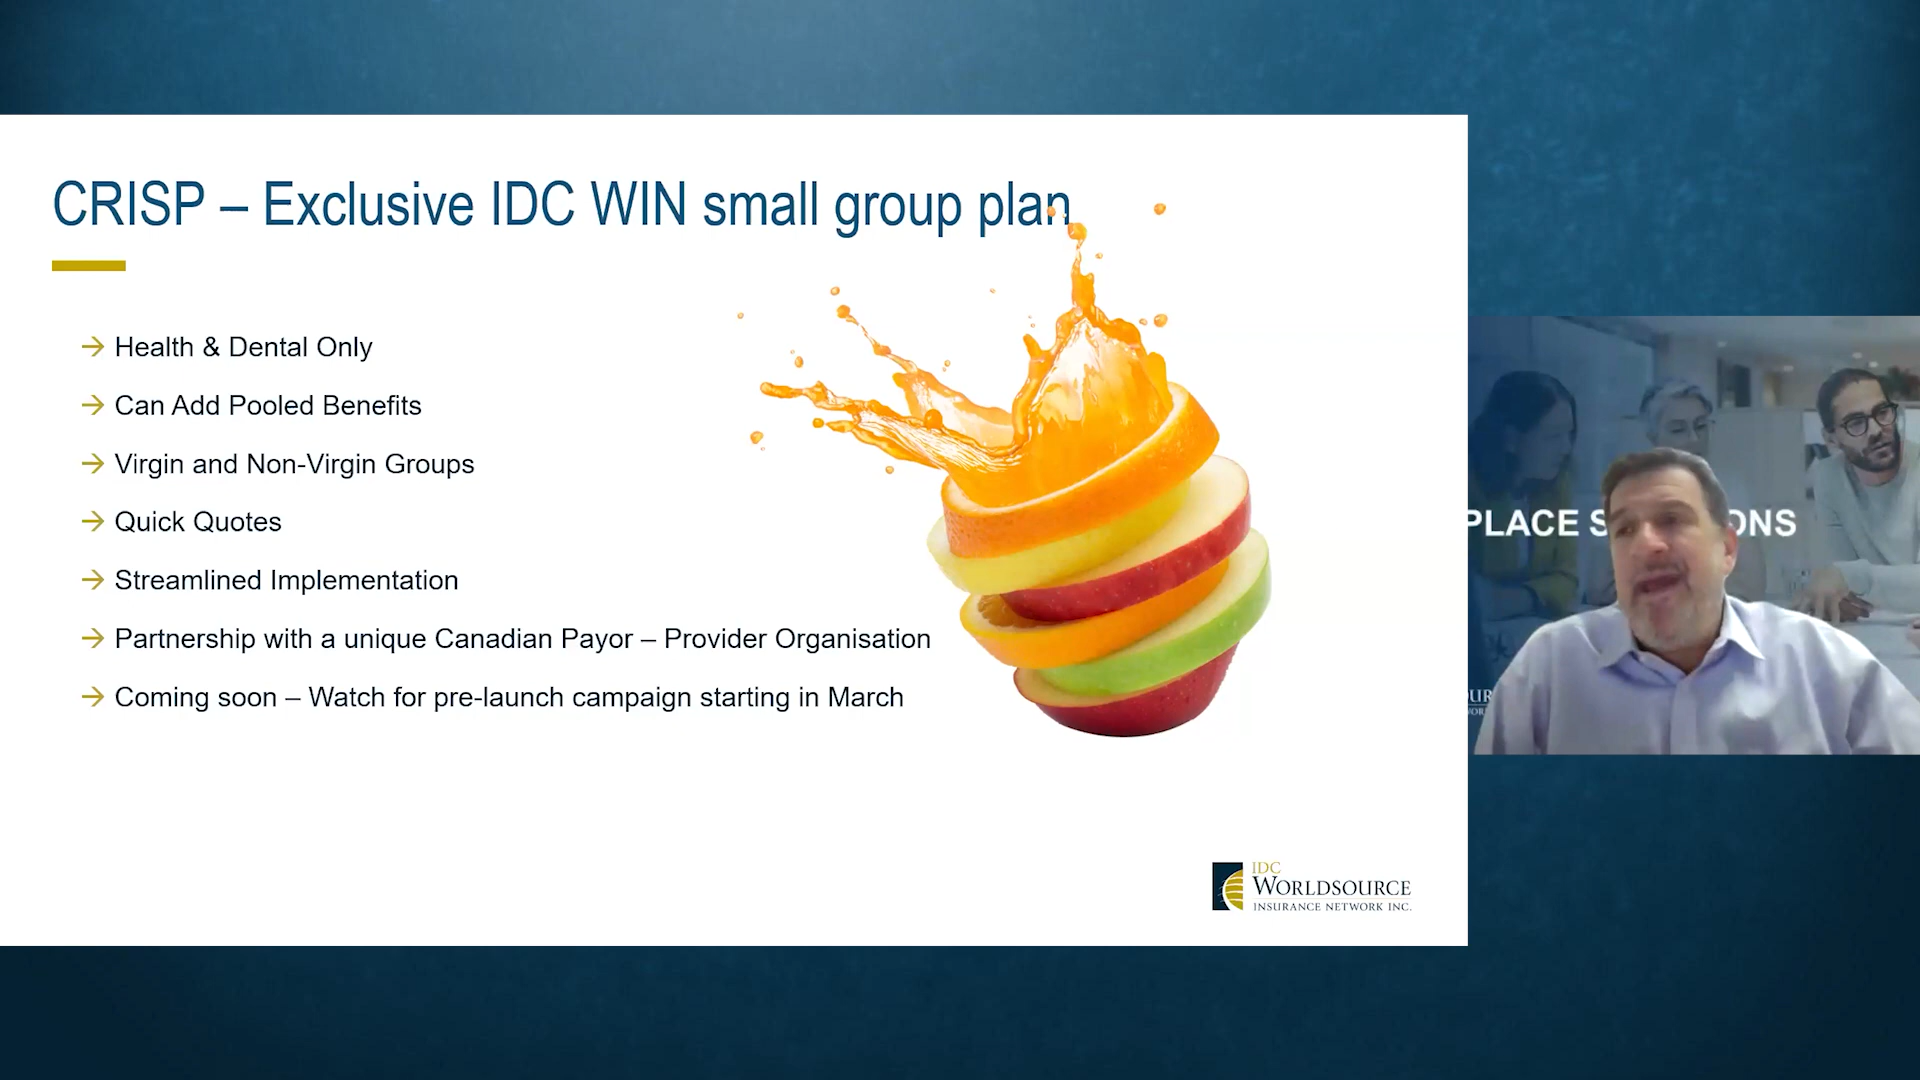 CRISP – Exclusive IDC WIN small group plan
→ Health & Dental Only
→ Can Add Pooled Benefits
→ Virgin and Non-Virgin Groups
→ Quick Quotes
→ Streamlined Implementation
→ Partnership with a unique Canadian Payor – Provider Organisation
→ Coming soon – Watch for pre-launch campaign starting in March
IDC
WORLDSOURCE
INSURANCE NETWORK INC.
PLACE S ONS